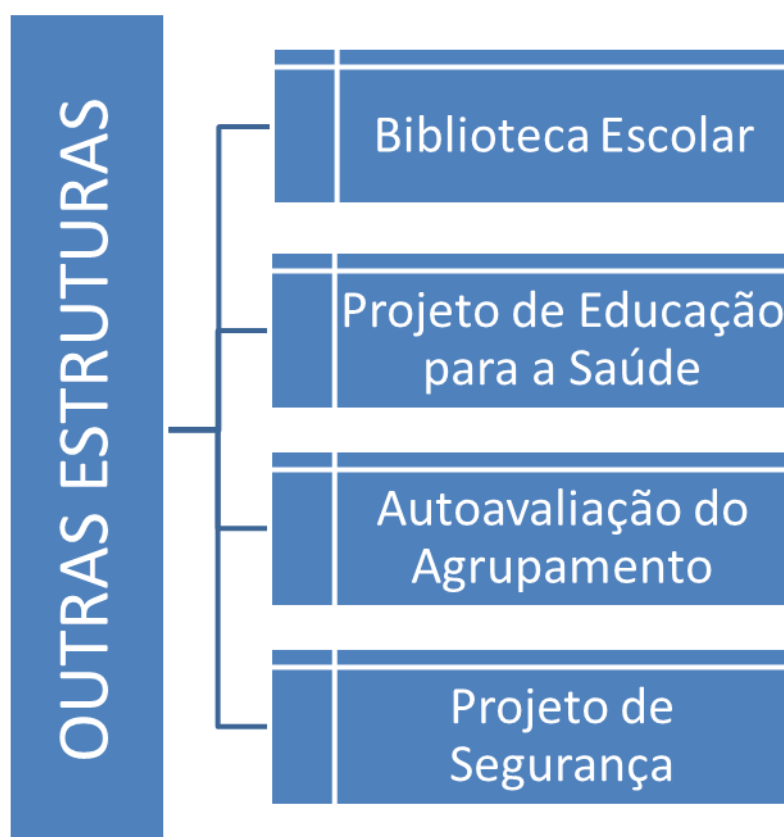 OUTRAS ESTRUTURAS
Biblioteca Escolar
Projeto de Educação
para a Saúde
Autoavaliação do
Agrupamento
Projeto de
Segurança